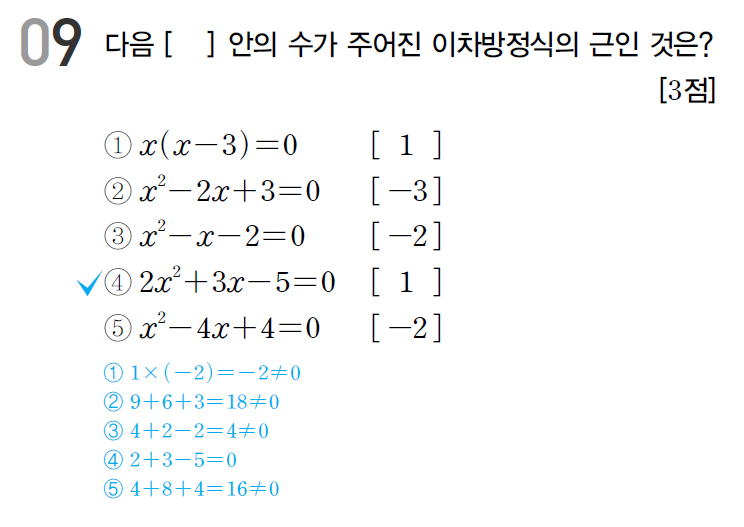 09 다음 [ ] 안의 수가 주어진 이차방정식의 근인 것은?
[3점]
① x(x-3)=0 [ 1 ]
② x²-2x+3=0 [ -3 ]
③ x²-x-2=0 [ -2 ]
④ 2x²+3x-5=0 [ 1 ]
⑤ x²-4x+4=0 [ -2 ]
① 1×(-2)=-2≠0
② 9+6+3=18≠0
③ 4+2-2=4≠0
④ 2+3-5=0
⑤ 4+8+4=16≠0